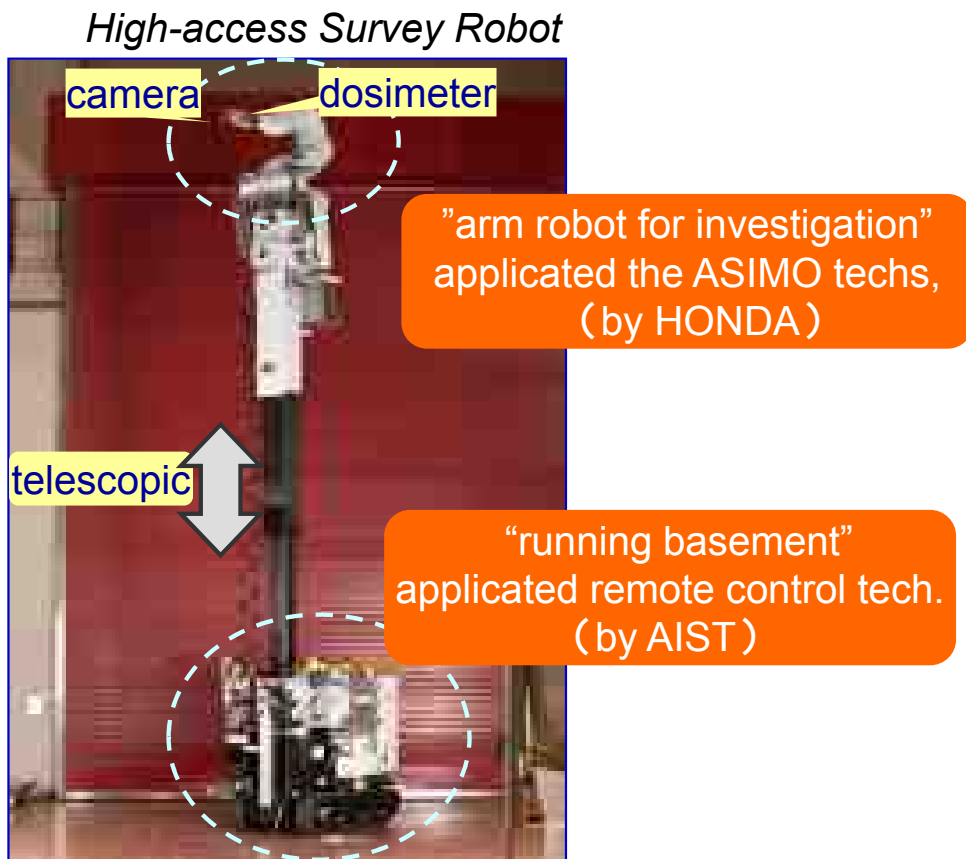 High-access Survey Robot
camera
dosimeter
”arm robot for investigation”
applicated the ASIMO techs,
（by HONDA）
telescopic
“running basement”
applicated remote control tech.
（by AIST）